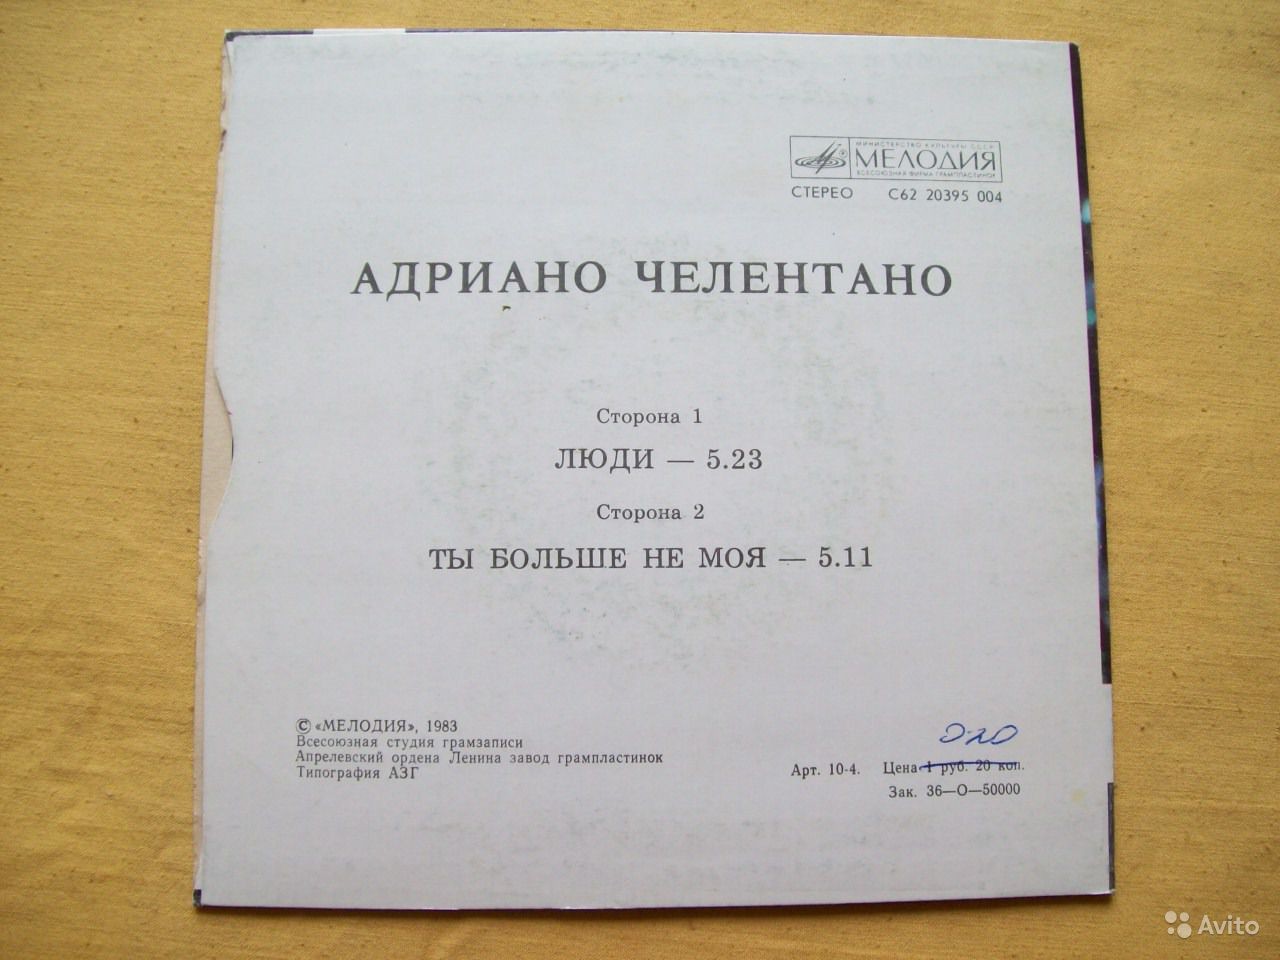 МИНИСТЕРСТВО КУЛЬТУРЫ СССР
МЕЛОДИЯ
ВСЕСОЮЗНАЯ ФИРМА ГРАМПЛАСТИНОК
СТЕРЕО С62 20395 004
АДРИАНО ЧЕЛЕНТАНО
Сторона 1
ЛЮДИ — 5.23
Сторона 2
ТЫ БОЛЬШЕ НЕ МОЯ — 5.11
© «МЕЛОДИЯ», 1983
Всесоюзная студия грамзаписи
Апрелевский ордена Ленина завод грампластинок
Типография АЗГ
0-20
Арт. 10-4. Цена 1 руб. 20 коп.
Зак. 36—О—50000
Avito